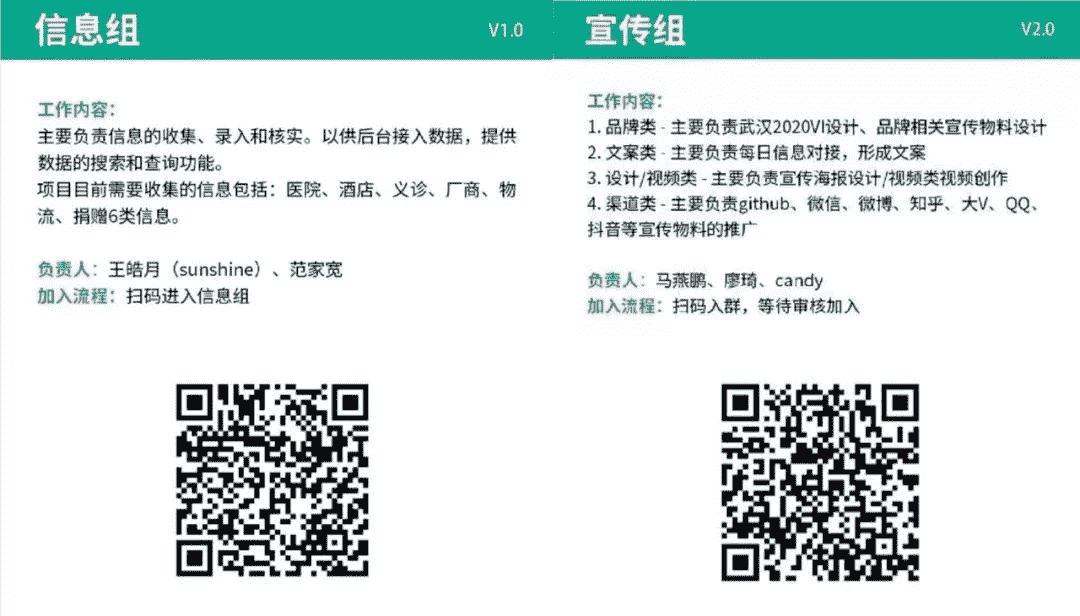 信息组
V1.0
工作内容：
主要负责信息的收集、录入和核实。以供后台接入数据，提供
数据的搜索和查询功能。
项目目前需要收集的信息包括：医院、酒店、义诊、厂商、物
流、捐赠6类信息。
负责人：王皓月（sunshine）、范家宽
加入流程：扫码进入信息组
宣传组
V2.0
工作内容：
1. 品牌类 - 主要负责武汉2020VI设计、品牌相关宣传物料设计
2. 文案类 - 主要负责每日信息对接，形成文案
3. 设计/视频类 - 主要负责宣传海报设计/视频类视频创作
4. 渠道类 - 主要负责github、微信、微博、知乎、大V、QQ、
抖音等宣传物料的推广
负责人：马燕鹏、廖琦、candy
加入流程：扫码入群，等待审核加入